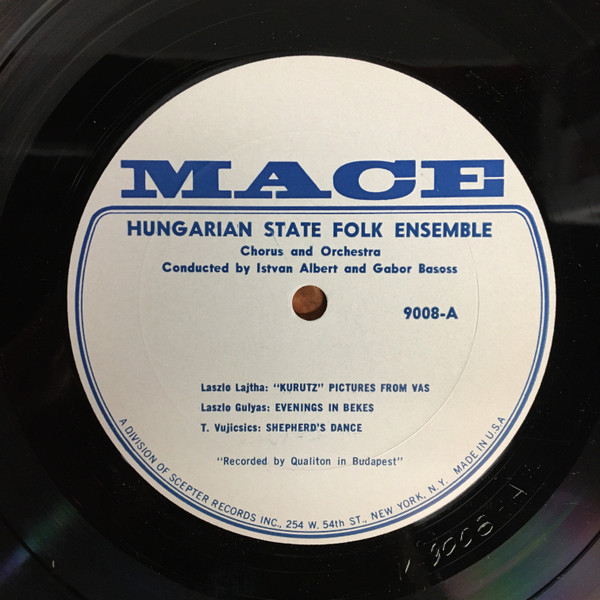 MACE
HUNGARIAN STATE FOLK ENSEMBLE
Chorus and Orchestra
Conducted by Istvan Albert and Gabor Basoss
9008-A
Laszlo Lajtha: "KURUTZ" PICTURES FROM VAS
Laszlo Gulyas: EVENINGS IN BEKES
T. Vujicsics: SHEPHERD'S DANCE
"Recorded by Qualiton in Budapest"
A DIVISION OF SCEPTER RECORDS INC., 254 W. 54th ST., NEW YORK, N.Y. MADE IN U.S.A
9008-A